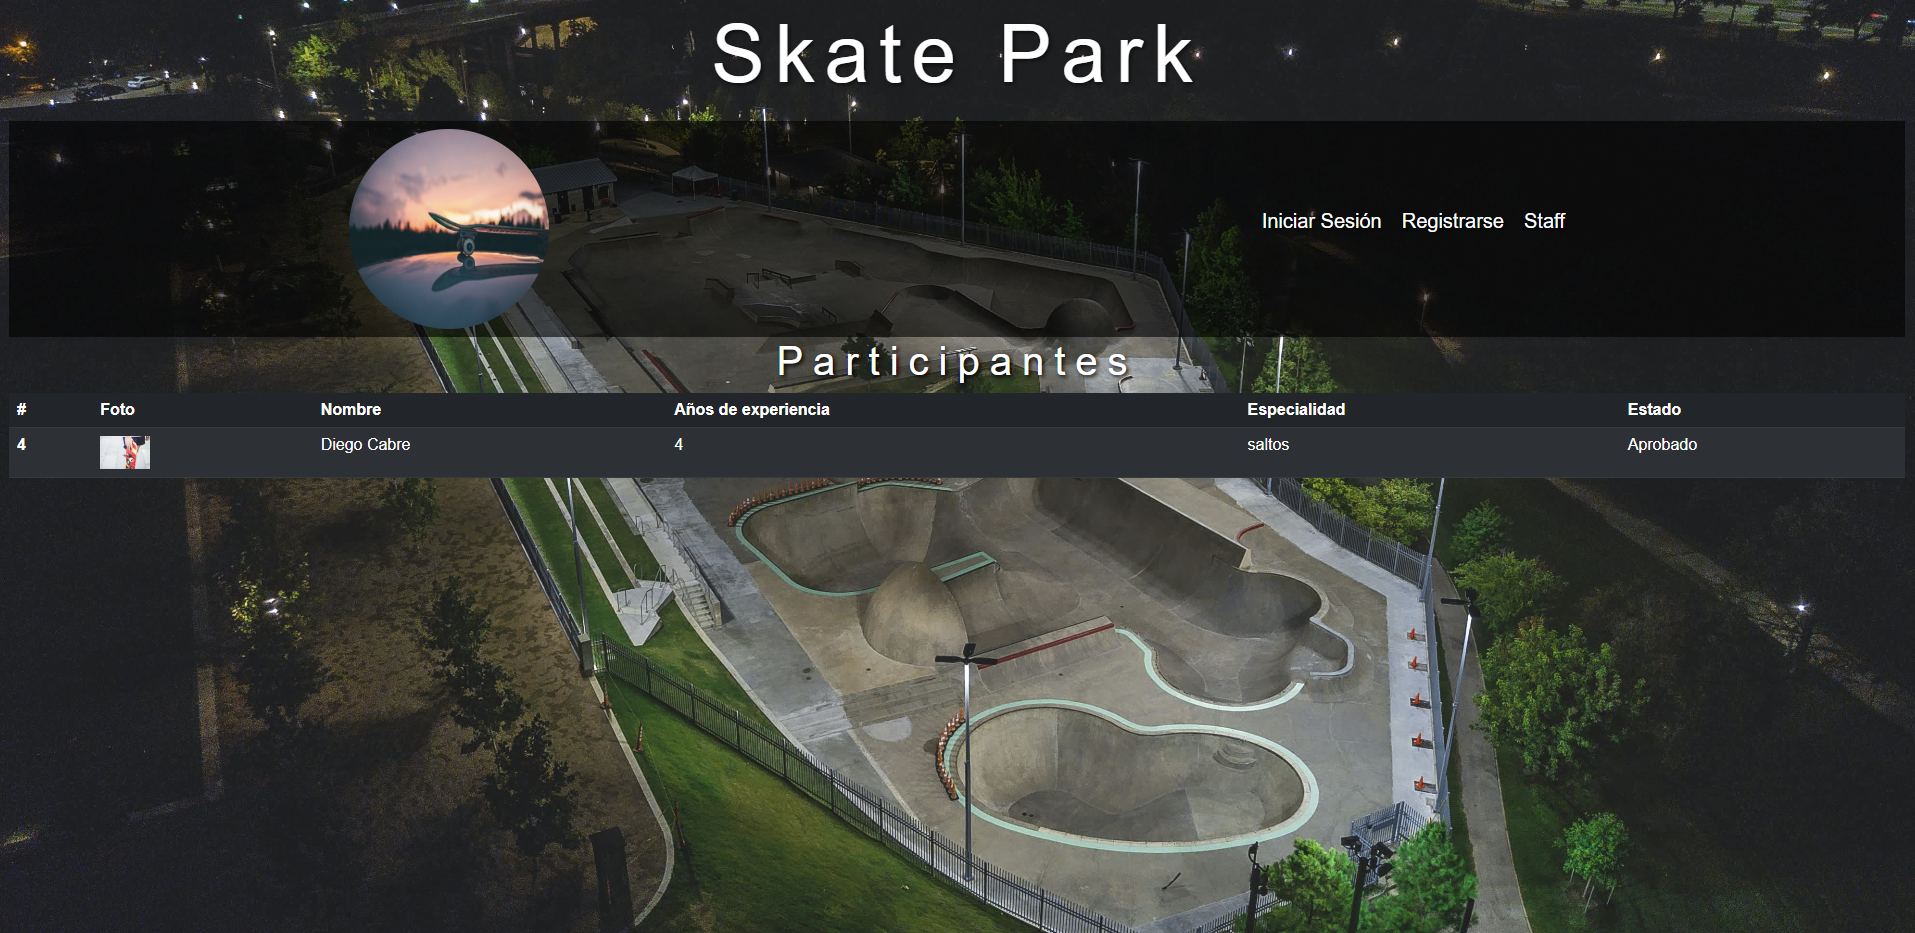 Skate Park
Iniciar Sesión Registrarse Staff
Participantes
# Foto Nombre Años de experiencia Especialidad Estado
4 Diego Cabre 4 saltos Aprobado